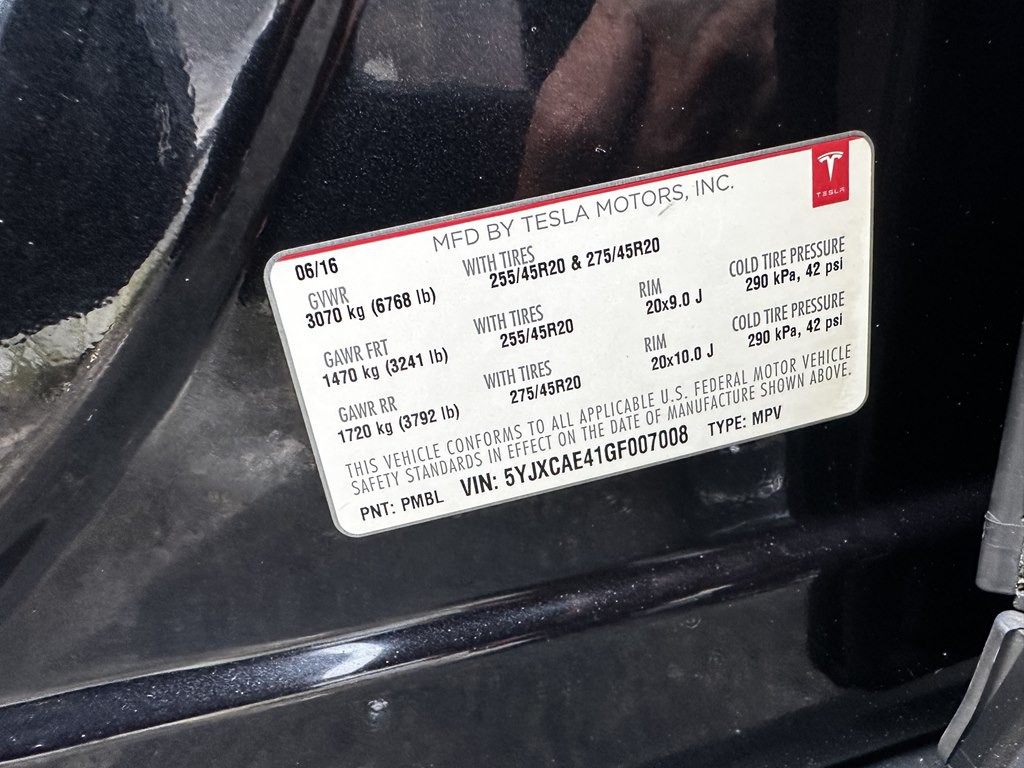 TESLA
MFD BY TESLA MOTORS, INC.
06/16
GVWR
3070 kg (6768 lb)
WITH TIRES
255/45R20 & 275/45R20
GAWR FRT
1470 kg (3241 lb)
WITH TIRES
255/45R20
RIM
20x9.0 J
COLD TIRE PRESSURE
290 kPa, 42 psi
GAWR RR
1720 kg (3792 lb)
WITH TIRES
275/45R20
RIM
20x10.0 J
COLD TIRE PRESSURE
290 kPa, 42 psi
THIS VEHICLE CONFORMS TO ALL APPLICABLE U.S. FEDERAL MOTOR VEHICLE
SAFETY STANDARDS IN EFFECT ON THE DATE OF MANUFACTURE SHOWN ABOVE.
PNT: PMBL VIN: 5YJXCAE41GF007008 TYPE: MPV